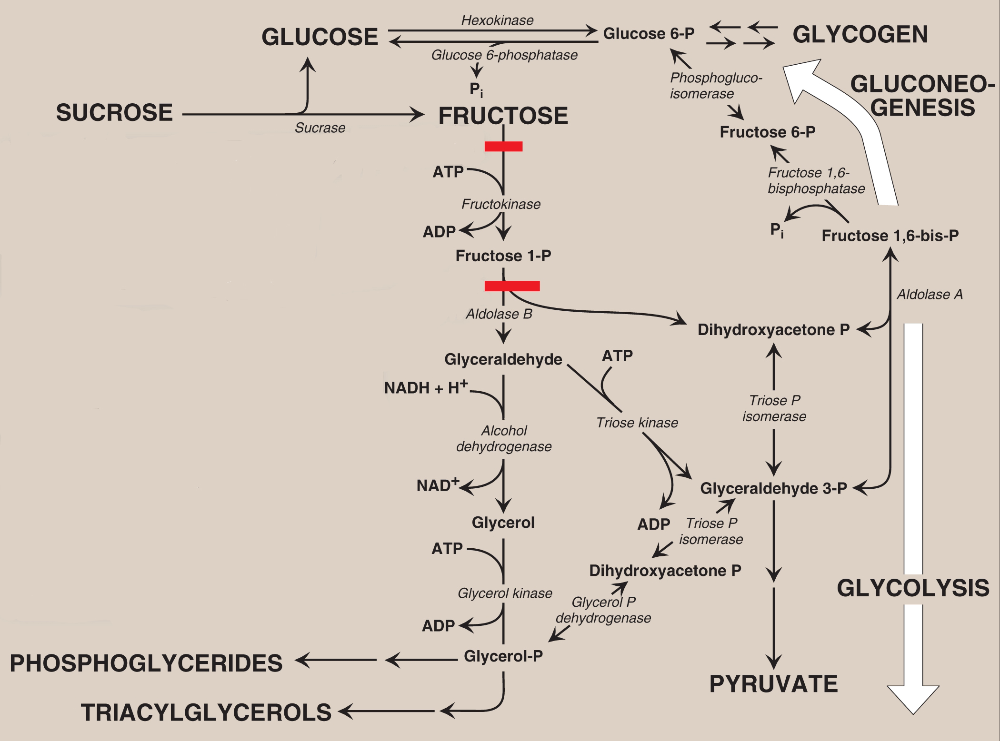 Hexokinase
GLUCOSE
Glucose 6-P
GLYCOGEN
Glucose 6-phosphatase
Pi
Phosphogluco-
isomerase
GLUCONEO-
GENESIS
SUCROSE
Sucrase
FRUCTOSE
Fructose 6-P
ATP
Fructose 1,6-
bisphosphatase
Fructokinase
ADP
Pi
Fructose 1,6-bis-P
Fructose 1-P
Aldolase A
Aldolase B
Dihydroxyacetone P
Glyceraldehyde
ATP
NADH + H+
Triose P
isomerase
Triose kinase
Alcohol
dehydrogenase
NAD+
Glyceraldehyde 3-P
Glycerol
ADP
Triose P
isomerase
ATP
Dihydroxyacetone P
Glycerol kinase
Glycerol P
dehydrogenase
GLYCOLYSIS
ADP
Glycerol-P
PHOSPHOGLYCERIDES
PYRUVATE
TRIACYLGLYCEROLS